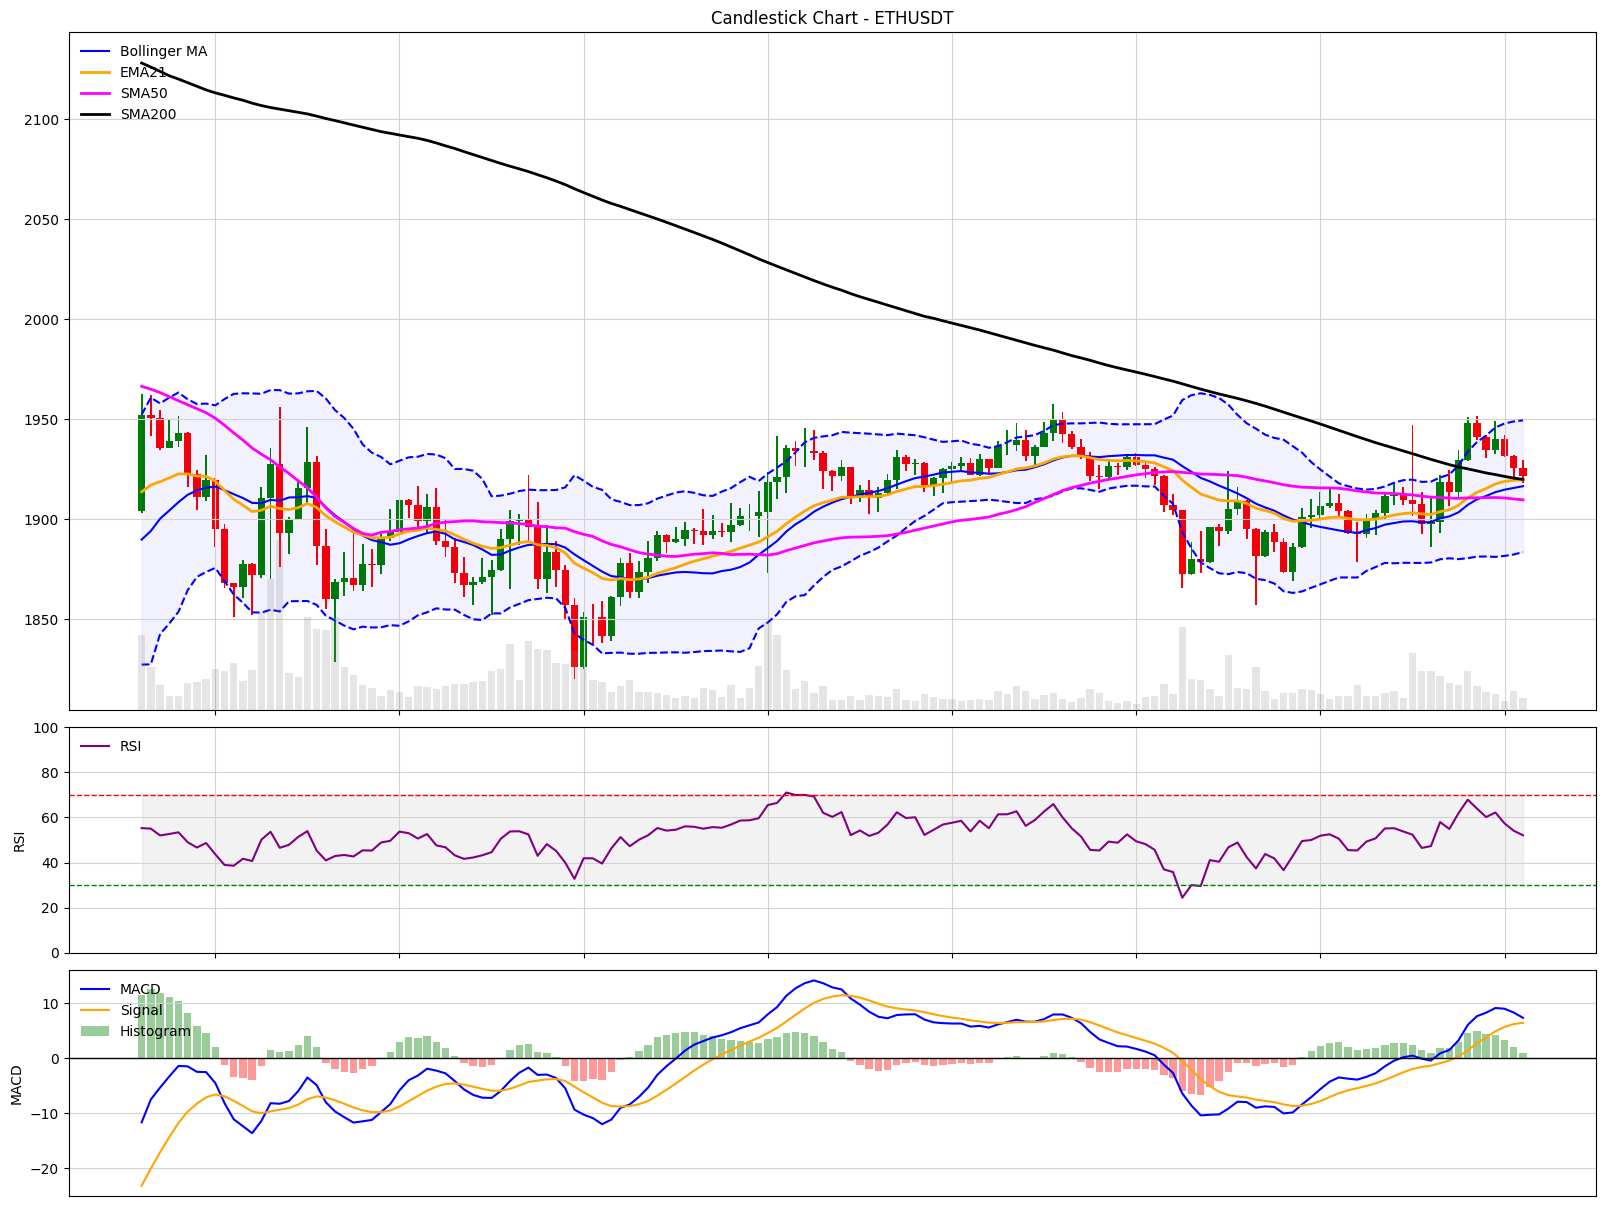 Candlestick Chart - ETHUSDT
Bollinger MA
EMA21
SMA50
SMA200
2100
2050
2000
1950
1900
1850
RSI
100
80
60
40
20
0
RSI
MACD
Signal
Histogram
10
0
−10
−20
MACD